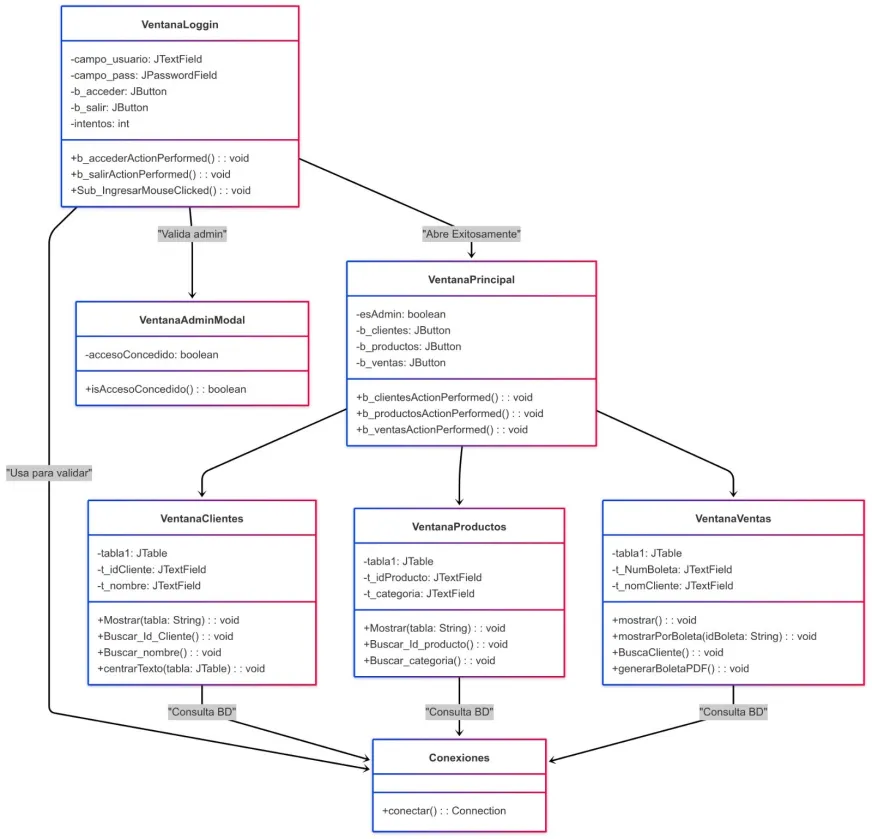 VentanaLoggin
-campo_usuario: JTextField
-campo_pass: JPasswordField
-b_acceder: JButton
-b_salir: JButton
-intentos: int
+b_accederActionPerformed() : : void
+b_salirActionPerformed() : : void
+Sub_IngresarMouseClicked() : : void
"Valida admin"
"Abre Exitosamente"
VentanaAdminModal
-accesoConcedido: boolean
+isAccesoConcedido() : : boolean
VentanaPrincipal
-esAdmin: boolean
-b_clientes: JButton
-b_productos: JButton
-b_ventas: JButton
+b_clientesActionPerformed() : : void
+b_productosActionPerformed() : : void
+b_ventasActionPerformed() : : void
"Usa para validar"
VentanaClientes
-tabla1: JTable
-t_idCliente: JTextField
-t_nombre: JTextField
+Mostrar(tabla: String) : : void
+Buscar_Id_Cliente() : : void
+Buscar_nombre() : : void
+centrarTexto(tabla: JTable) : : void
VentanaProductos
-tabla1: JTable
-t_idProducto: JTextField
-t_categoria: JTextField
+Mostrar(tabla: String) : : void
+Buscar_Id_producto() : : void
+Buscar_categoria() : : void
VentanaVentas
-tabla1: JTable
-t_NumBoleta: JTextField
-t_nomCliente: JTextField
+mostrar() : : void
+mostrarPorBoleta(idBoleta: String) : : void
+BuscaCliente() : : void
+generarBoletaPDF() : : void
"Consulta BD"
"Consulta BD"
"Consulta BD"
Conexiones
+conectar() : : Connection